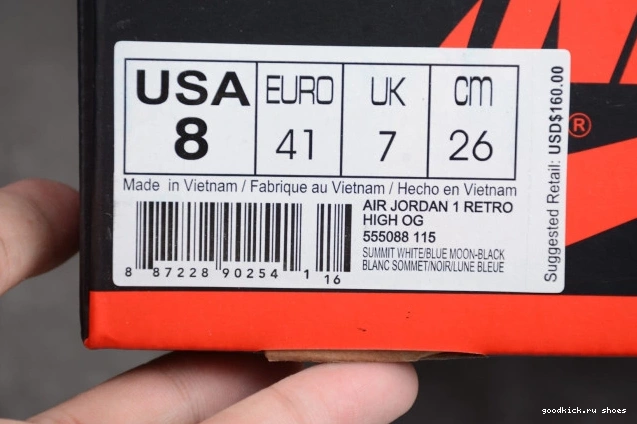 USA EURO UK cm
8 41 7 26
Made in Vietnam / Fabrique au Vietnam / Hecho en Vietnam
AIR JORDAN 1 RETRO
HIGH OG
555088 115
SUMMIT WHITE/BLUE MOON-BLACK
BLANC SOMMET/NOIR/LUNE BLEUE
8 87228 90254 1
16
Suggested Retail: USD$160.00
®
goodkick.ru shoes